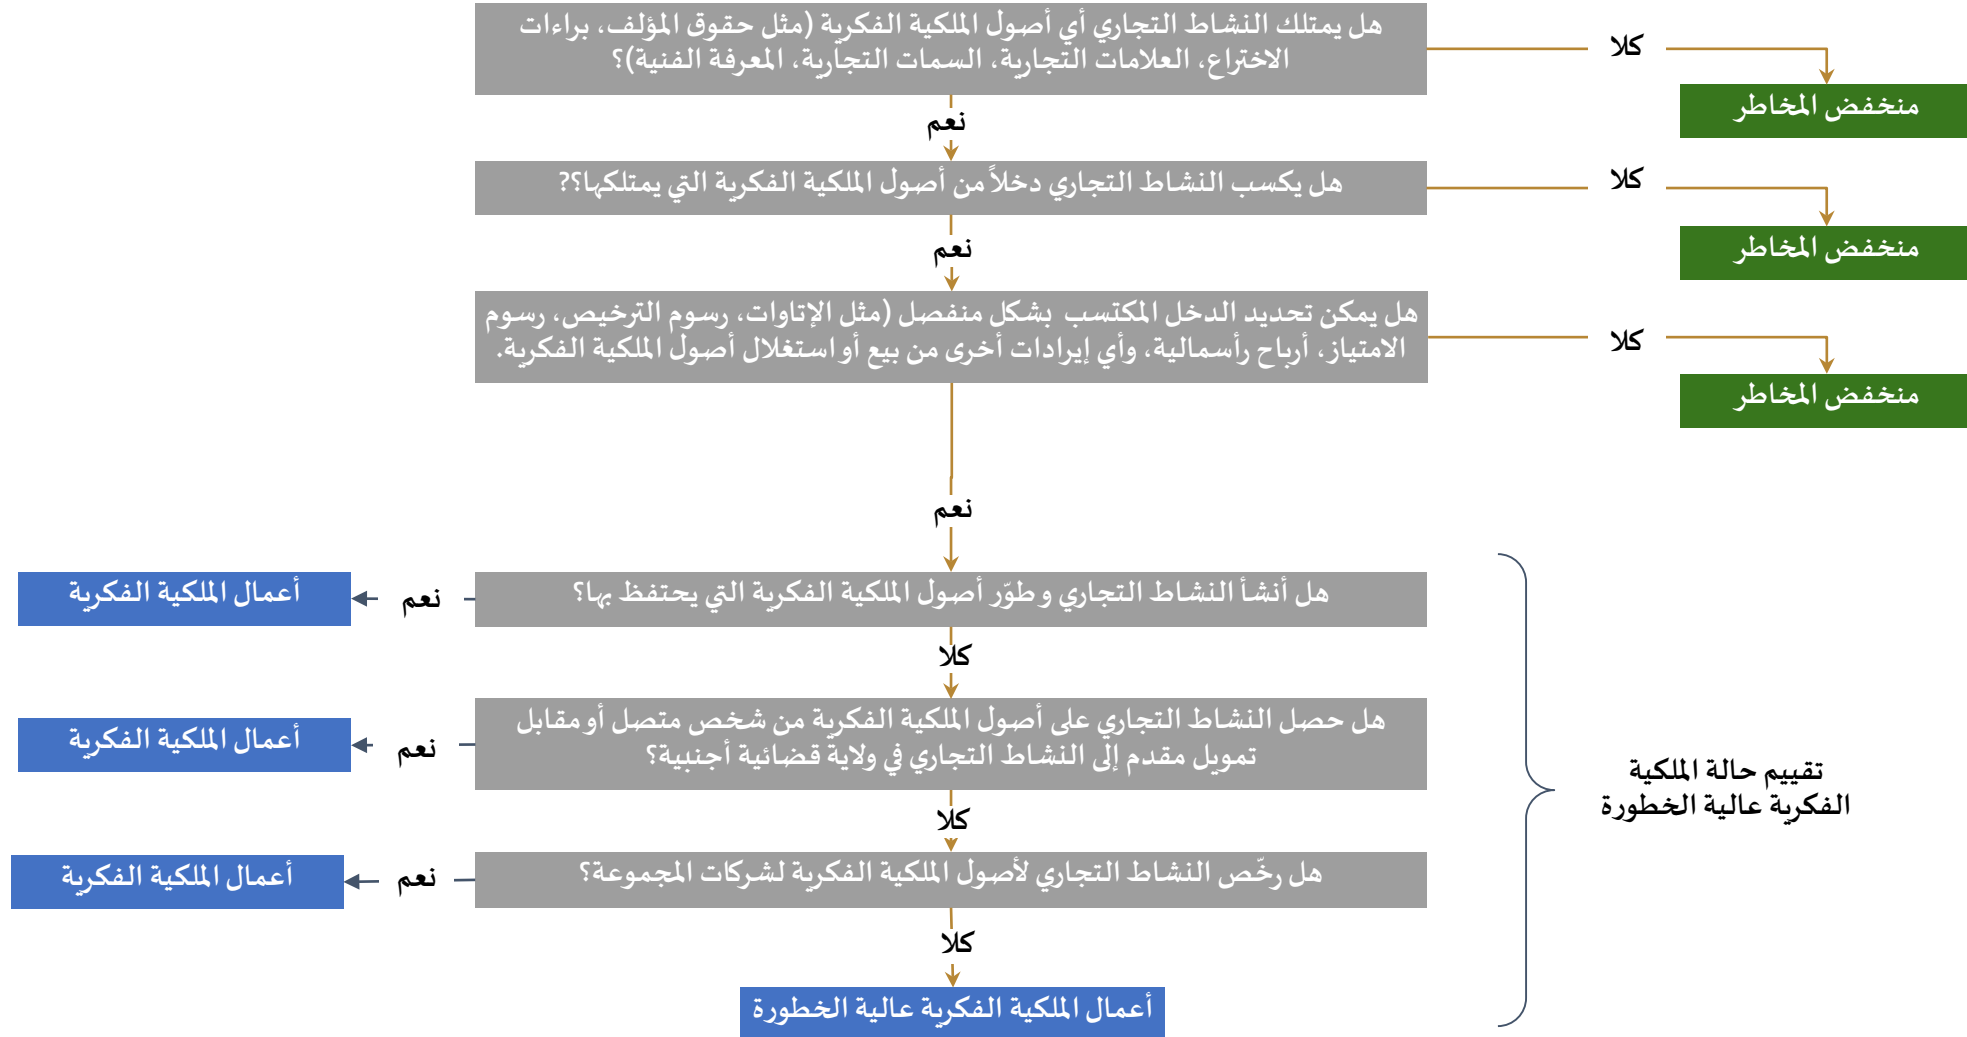 هل يمتلك النشاط التجاري أي أصول الملكية الفكرية (مثل حقوق المؤلف، براءات
الاختراع، العلامات التجارية، السمات التجارية، المعرفة الفنية)؟
كلا
منخفض المخاطر
نعم
هل يكسب النشاط التجاري دخلاً من أصول الملكية الفكرية التي يمتلكها؟?
كلا
منخفض المخاطر
نعم
هل يمكن تحديد الدخل المكتسب بشكل منفصل (مثل الإتاوات، رسوم الترخيص، رسوم
الامتياز، أرباح رأسمالية، وأي إيرادات أخرى من بيع أو استغلال أصول الملكية الفكرية.
كلا
منخفض المخاطر
نعم
هل أنشأ النشاط التجاري وطوّر أصول الملكية الفكرية التي يحتفظ بها؟
نعم
أعمال الملكية الفكرية
كلا
هل حصل النشاط التجاري على أصول الملكية الفكرية من شخص متصل أو مقابل
تمويل مقدم إلى النشاط التجاري في ولاية قضائية أجنبية؟
نعم
أعمال الملكية الفكرية
تقييم حالة الملكية
الفكرية عالية الخطورة
كلا
هل رخّص النشاط التجاري لأصول الملكية الفكرية لشركات المجموعة؟
نعم
أعمال الملكية الفكرية
كلا
أعمال الملكية الفكرية عالية الخطورة